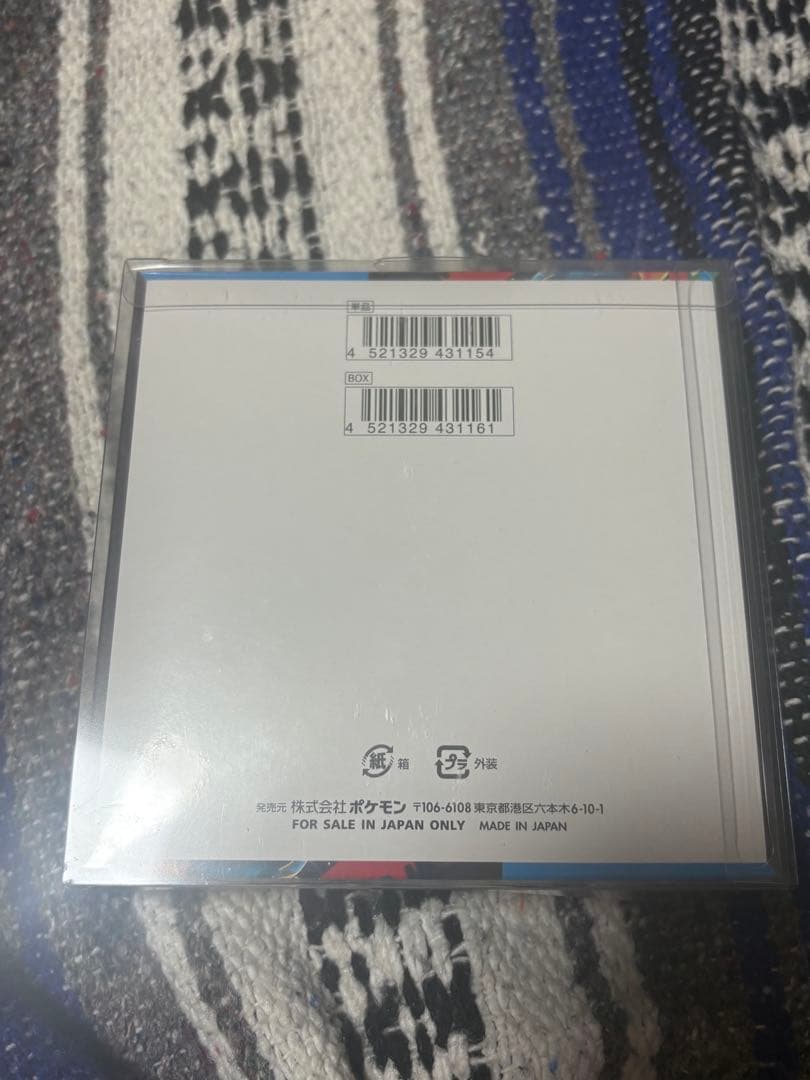 単品
4 521329 431154
BOX
4 521329 431161
紙 箱 プラ 外装
発売元 株式会社ポケモン 〒106-6108 東京都港区六本木6-10-1
FOR SALE IN JAPAN ONLY MADE IN JAPAN